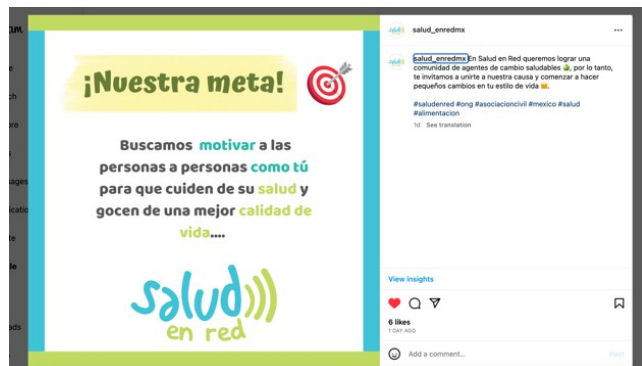 ¡Nuestra meta!
Buscamos motivar a las
personas a personas como tú
para que cuiden de su salud y
gocen de una mejor calidad de
vida....
salud
en red
salud_enredmx
salud_enredmx En Salud en Red queremos lograr una
comunidad de agentes de cambio saludables, por lo tanto,
te invitamos a unirte a nuestra causa y comenzar a hacer
pequeños cambios en tu estilo de vida
#saludenred #ong #asociacioncivil #mexico #salud
#alimentacion
1d See translation
View insights
6 likes
1 DAY AGO
Add a comment...
Post